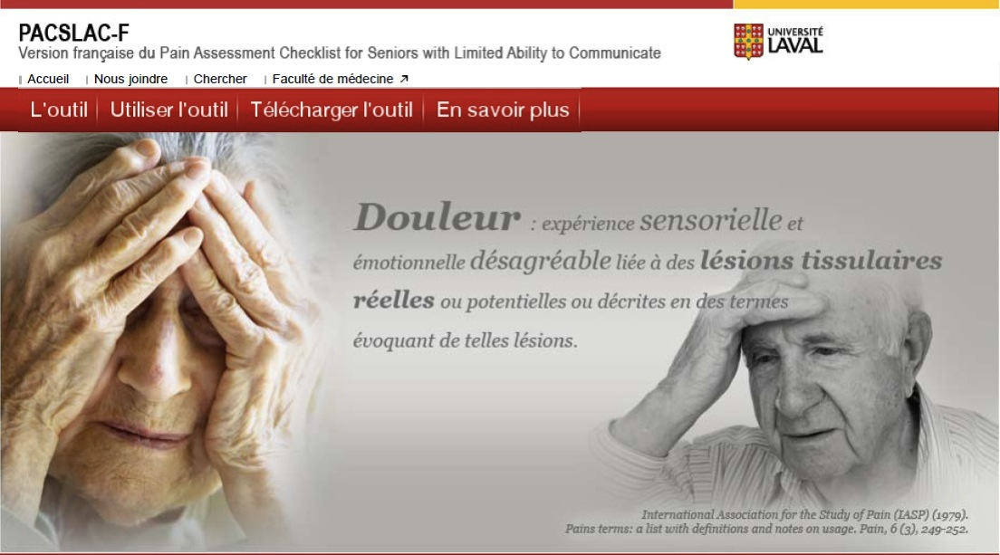 PACSLAC-F
Version française du Pain Assessment Checklist for Seniors with Limited Ability to Communicate
UNIVERSITÉ
LAVAL
Accueil | Nous joindre | Chercher | Faculté de médecine ↗
L'outil | Utiliser l'outil | Télécharger l'outil | En savoir plus
Douleur : expérience sensorielle et
émotionnelle désagréable liée à des lésions tissulaires
réelles ou potentielles ou décrites en des termes
évoquant de telles lésions.
International Association for the Study of Pain (IASP) (1979).
Pains terms: a list with definitions and notes on usage. Pain, 6 (3), 249-252.